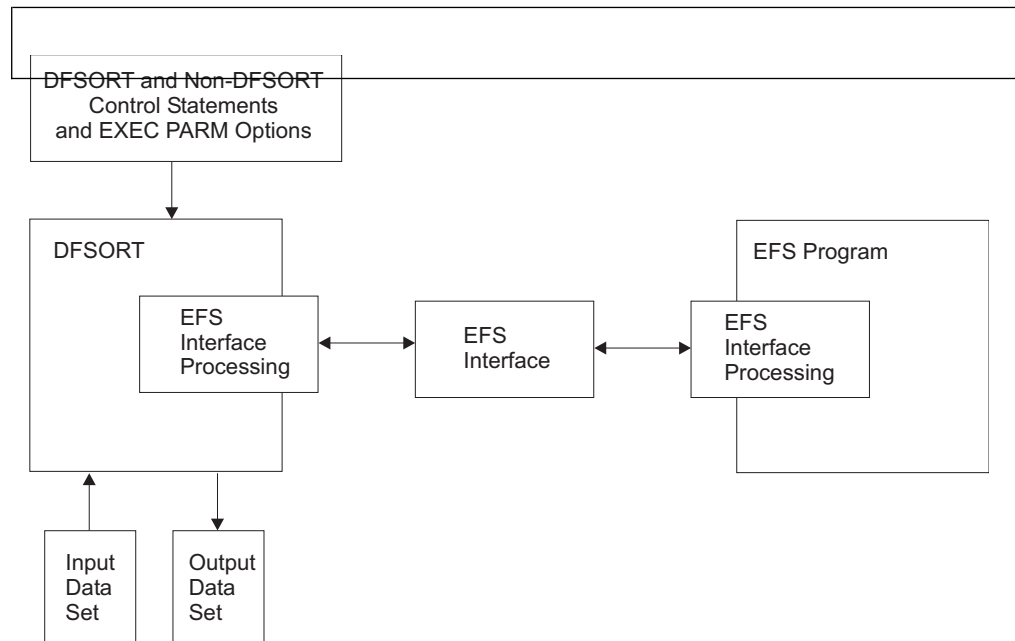 DFSORT and Non-DFSORT
Control Statements
and EXEC PARM Options
DFSORT
EFS Program
EFS
Interface
Processing
EFS
Interface
EFS
Interface
Processing
Input
Data
Set
Output
Data
Set